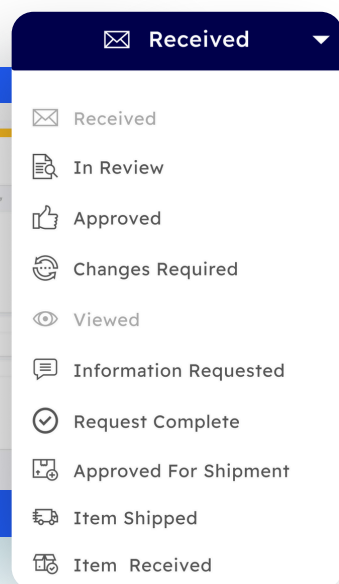 Received
Received
In Review
Approved
Changes Required
Viewed
Information Requested
Request Complete
Approved For Shipment
Item Shipped
Item Received